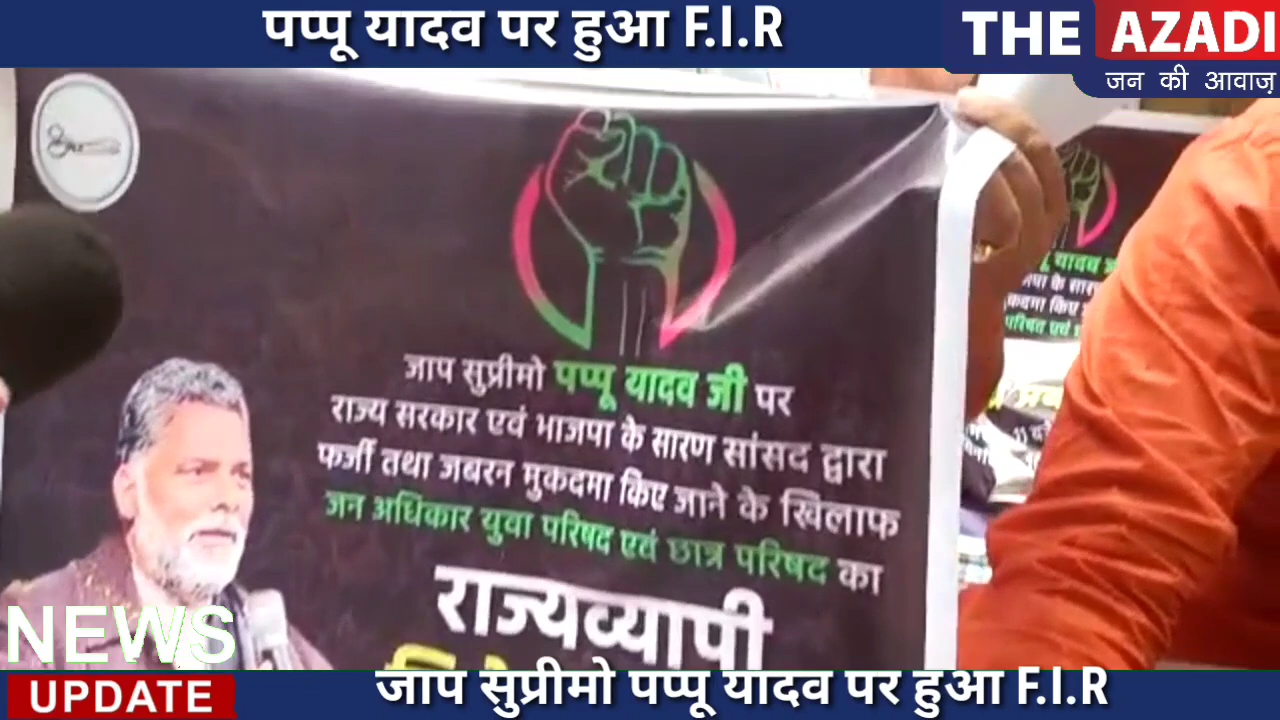 पप्पू यादव पर हुआ F.I.R
THE AZADI
जन की आवाज़
जाप सुप्रीमो पप्पू यादव जी पर
राज्य सरकार एवं भाजपा के सारण सांसद द्वारा
फर्जी तथा जबरन मुकदमा किए जाने के खिलाफ
जन अधिकार युवा परिषद एवं छात्र परिषद का
राज्यव्यापी
NEWS
UPDATE
जाप सुप्रीमो पप्पू यादव पर हुआ F.I.R